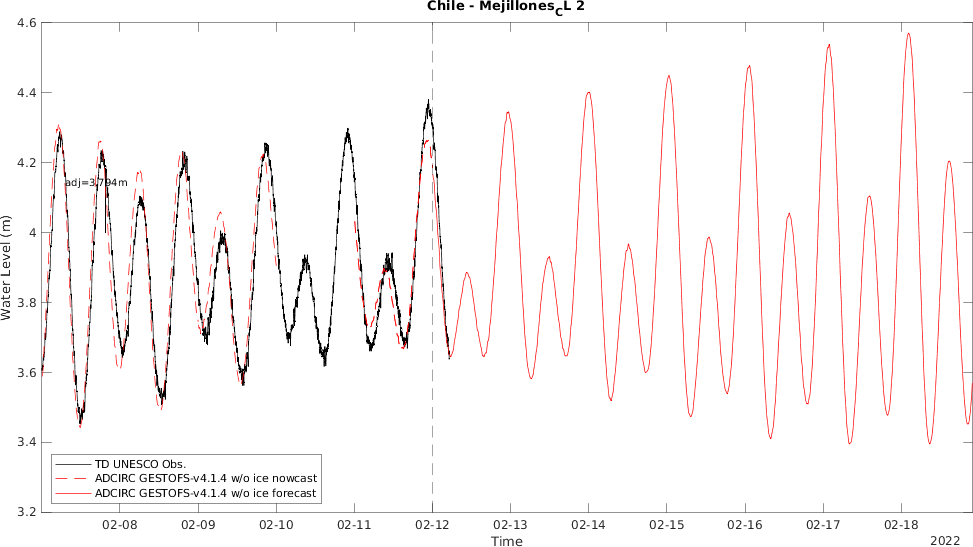 Chile - Mejillones_CL 2
4.6
4.4
4.2
4
3.8
3.6
3.4
3.2
Water Level (m)
adj=3.794m
TD UNESCO Obs.
ADCIRC GESTOFS-v4.1.4 w/o ice nowcast
ADCIRC GESTOFS-v4.1.4 w/o ice forecast
02-08 02-09 02-10 02-11 02-12 02-13 02-14 02-15 02-16 02-17 02-18
Time
2022